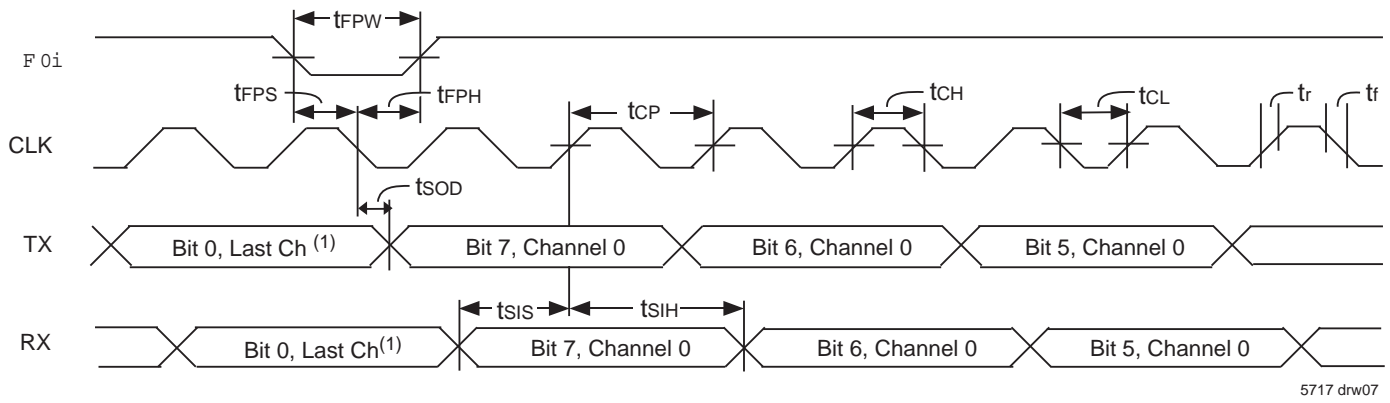 tFPW
F 0i
tFPS
tFPH
tCP
tCH
tCL
tr
tf
CLK
tSOD
TX
Bit 0, Last Ch (1)
Bit 7, Channel 0
Bit 6, Channel 0
Bit 5, Channel 0
tSIS
tSIH
RX
Bit 0, Last Ch(1)
Bit 7, Channel 0
Bit 6, Channel 0
Bit 5, Channel 0
5717 drw07